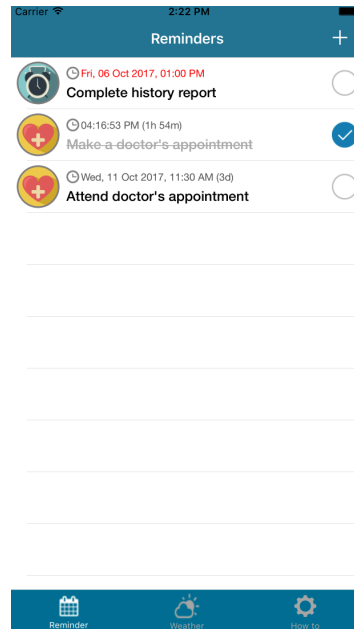 Carrier 2:22 PM
Reminders +
Fri, 06 Oct 2017, 01:00 PM
Complete history report
04:16:53 PM (1h 54m)
Make a doctor's appointment
Wed, 11 Oct 2017, 11:30 AM (3d)
Attend doctor's appointment
Reminder Weather How to